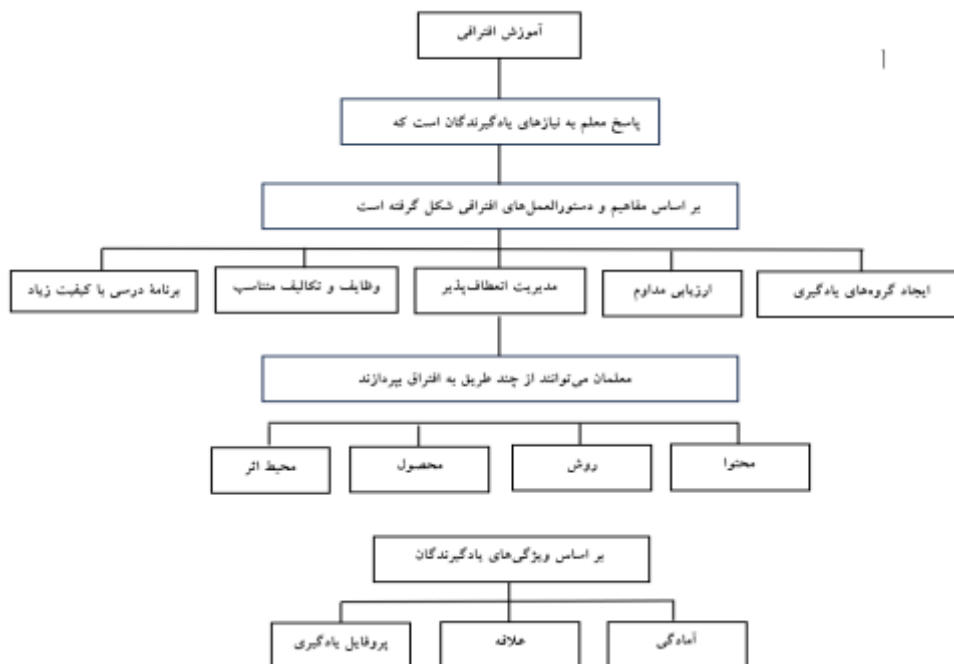 آموزش افتراقی
پاسخ معلم به نیازهای یادگیرندگان است که
بر اساس مفاهیم و دستورالعمل‌های افتراقی شکل گرفته است
ایجاد گروه‌های یادگیری
ارزیابی مداوم
مدیریت انعطاف‌پذیر
وظایف و تکالیف متناسب
برنامهٔ درسی با کیفیت زیاد
معلمان می‌توانند از چند طریق به افتراق بپردازند
محتوا
روش
محصول
محیط اثر
بر اساس ویژگی‌های یادگیرندگان
آمادگی
علاقه
پروفایل یادگیری